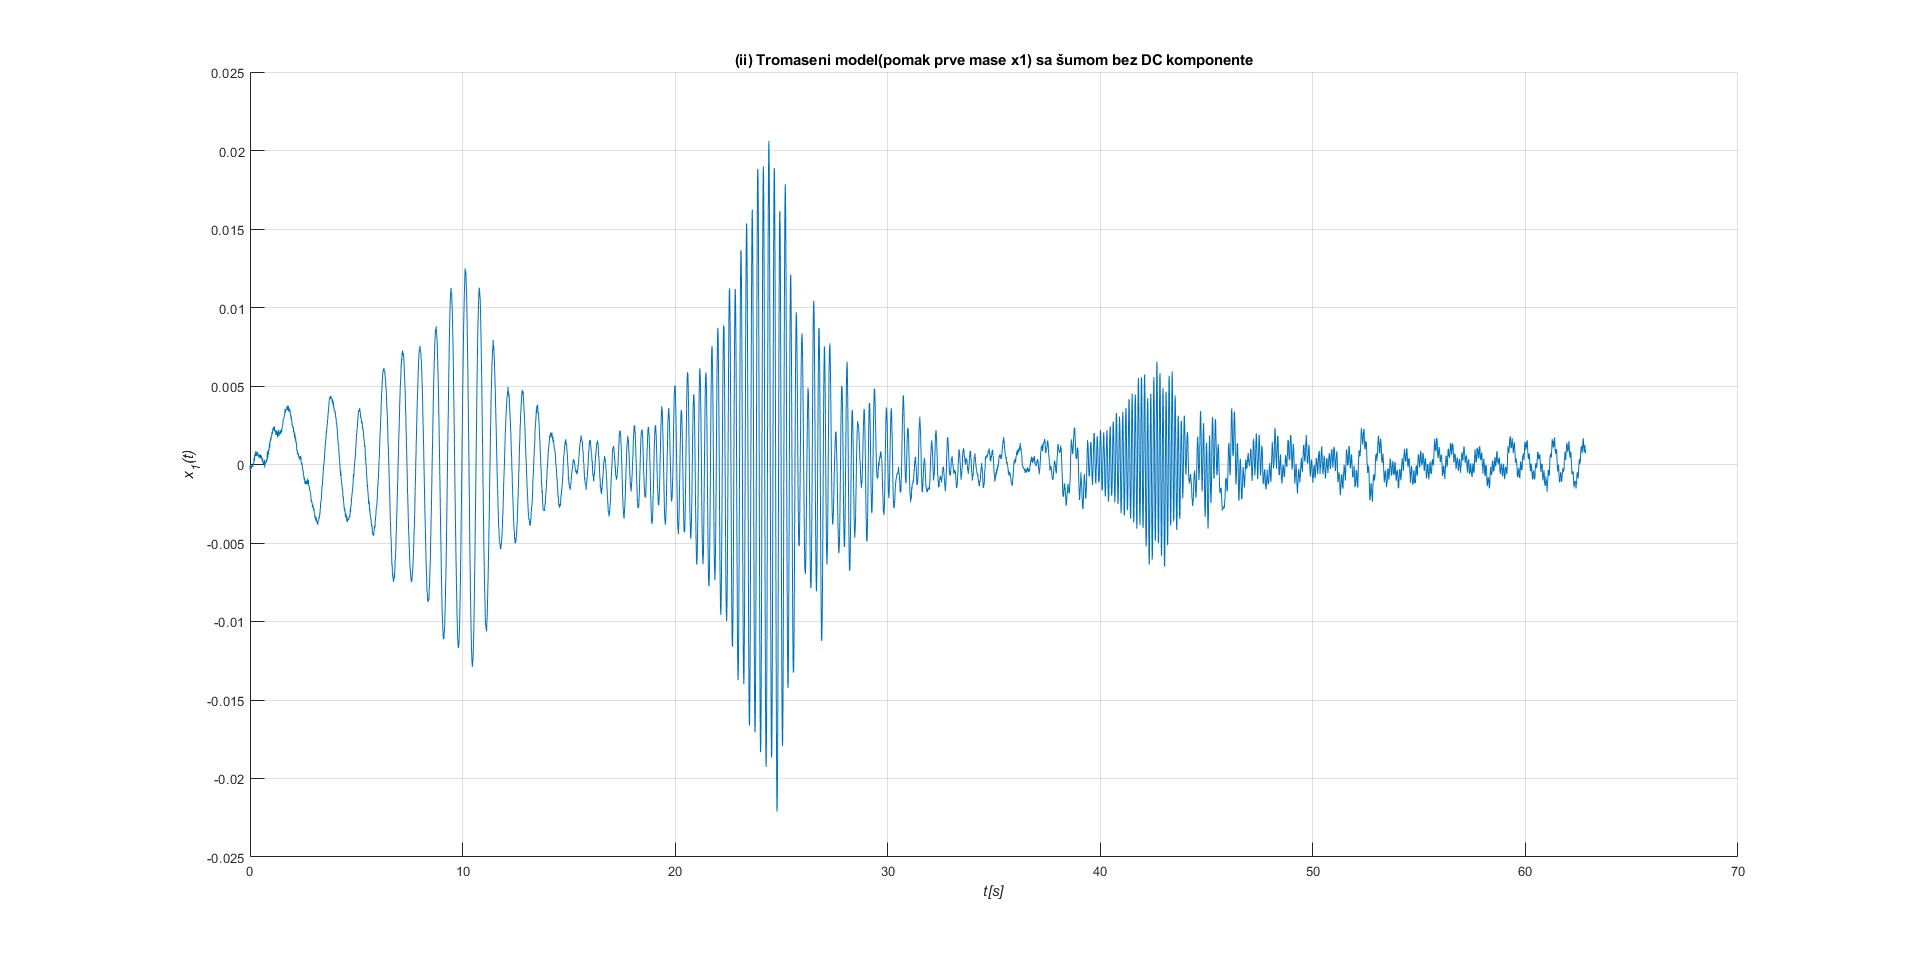 (ii) Tromaseni model(pomak prve mase x1) sa šumom bez DC komponente
0.025
0.02
0.015
0.01
0.005
0
-0.005
-0.01
-0.015
-0.02
-0.025
x1(t)
0 10 20 30 40 50 60 70
t[s]